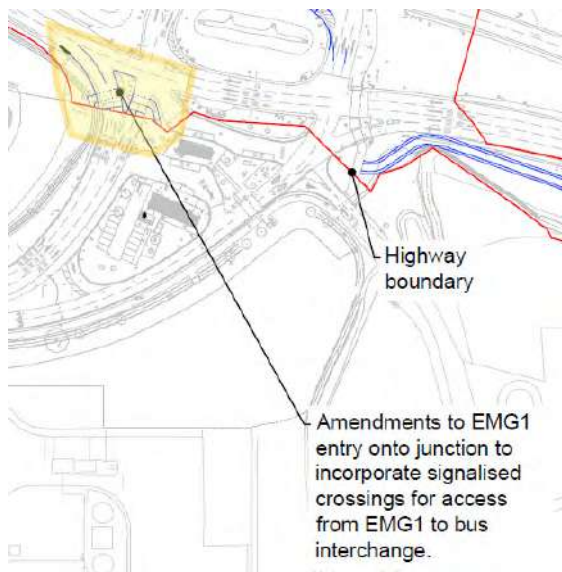 Highway
boundary
Amendments to EMG1
entry onto junction to
incorporate signalised
crossings for access
from EMG1 to bus
interchange.